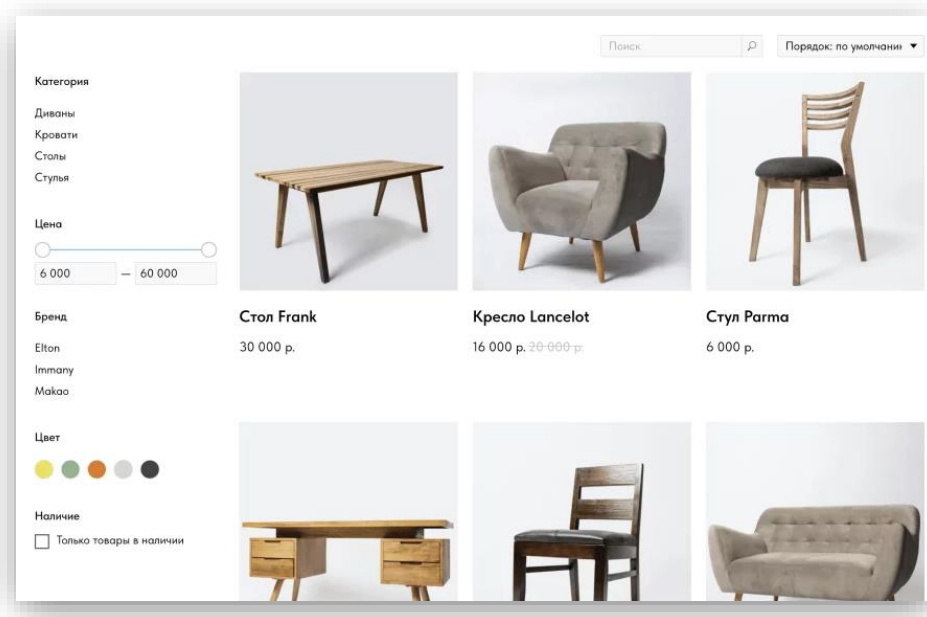 Поиск
Порядок: по умолчани
Категория
Диваны
Кровати
Столы
Стулья
Цена
6 000 — 60 000
Бренд
Elton
Immany
Makao
Цвет
Наличие
Только товары в наличии
Стол Frank
30 000 р.
Кресло Lancelot
16 000 р. 20 000 р.
Стул Parma
6 000 р.